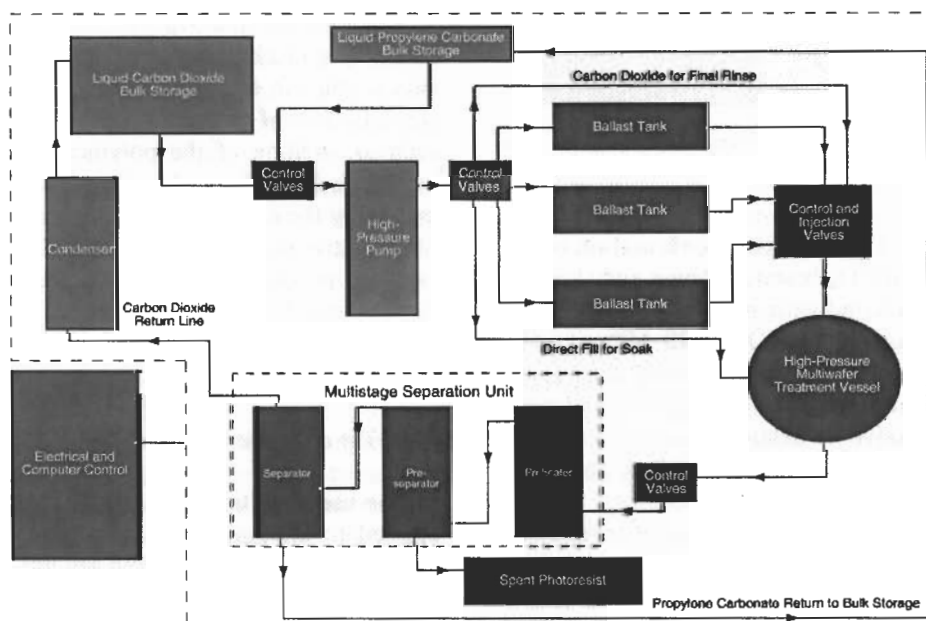 Liquid Propylene Carbonate
Bulk Storage
Liquid Carbon Dioxide
Bulk Storage
Carbon Dioxide for Final Rinse
Ballast Tank
Control
Valves
Control
Valves
Ballast Tank
Control and
Injection
Valves
High-
Pressure
Pump
Condenser
Ballast Tank
Carbon Dioxide
Return Line
Direct Fill for Soak
High-Pressure
Multiwafer
Treatment Vessel
Multistage Separation Unit
Electrical and
Computer Control
Separator
Pre-
separator
Control
Valves
Spent Photoresist
Propylene Carbonate Return to Bulk Storage